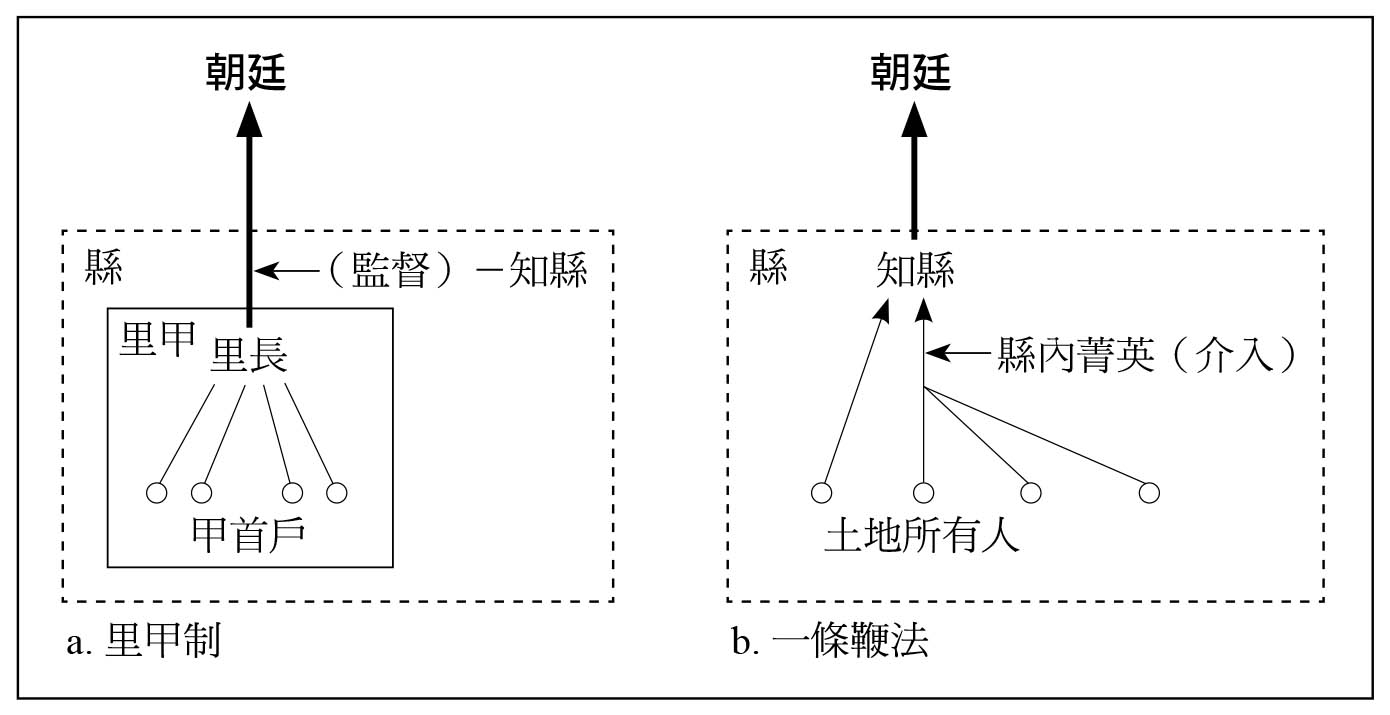 朝廷
縣
（監督）－知縣
里甲
里長
甲首戶
a. 里甲制
朝廷
縣
知縣
縣內菁英（介入）
土地所有人
b. 一條鞭法